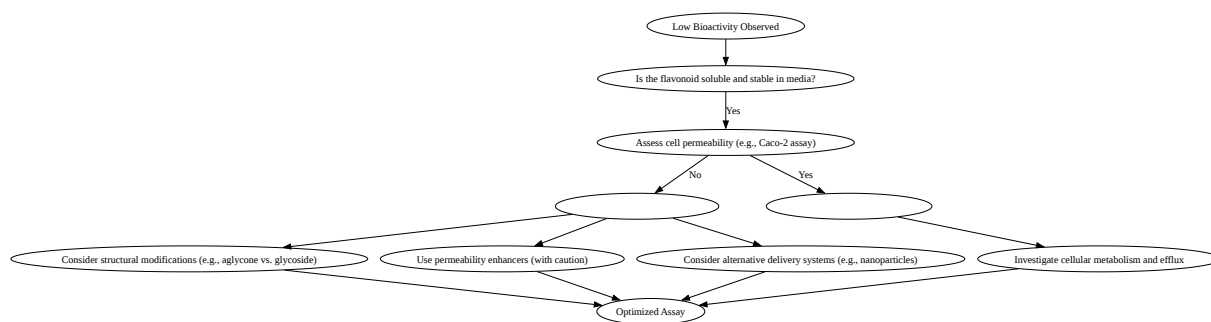 Low Bioactivity Observed
Is the flavonoid soluble and stable in media?
Yes
Assess cell permeability (e.g., Caco-2 assay)
No
Yes
Consider structural modifications (e.g., aglycone vs. glycoside)
Use permeability enhancers (with caution)
Consider alternative delivery systems (e.g., nanoparticles)
Investigate cellular metabolism and efflux
Optimized Assay